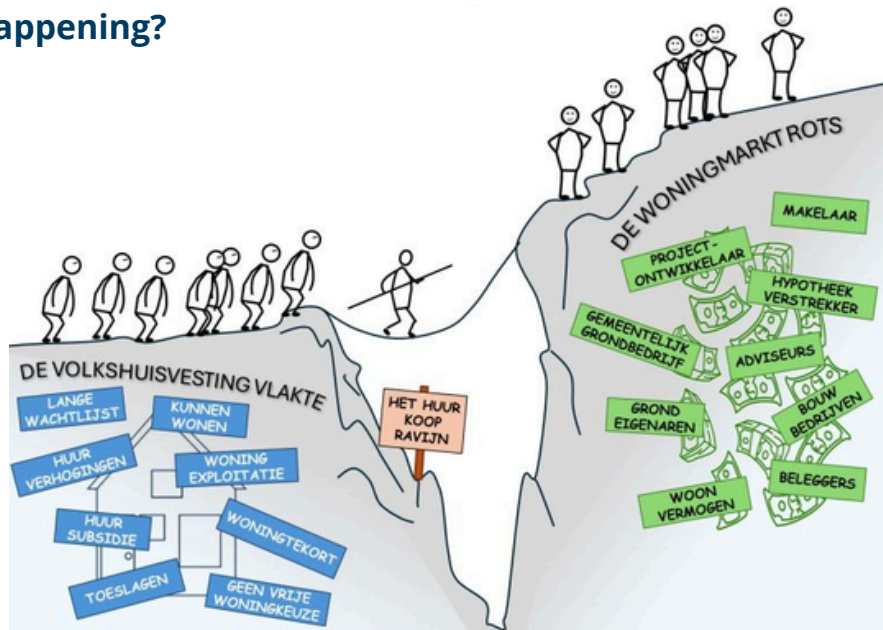 appening?
DE VOLKSHUISVESTING VLAKTE
LANGE
WACHTLIJST
KUNNEN
WONEN
HUUR
VERHOGINGEN
WONING
EXPLOITATIE
HUUR
SUBSIDIE
WONINGTEKORT
TOESLAGEN
GEEN VRIJE
WONINGKEUZE
HET HUUR
KOOP
RAVIJN
DE WONINGMARKT ROTS
MAKELAAR
PROJECT-
ONTWIKKELAAR
HYPOTHEEK
VERSTREKKER
GEMEENTELIJK
GRONDBEDRIJF
ADVISEURS
GROND
EIGENAREN
BOUW
BEDRIJVEN
WOON
VERMOGEN
BELEGGERS